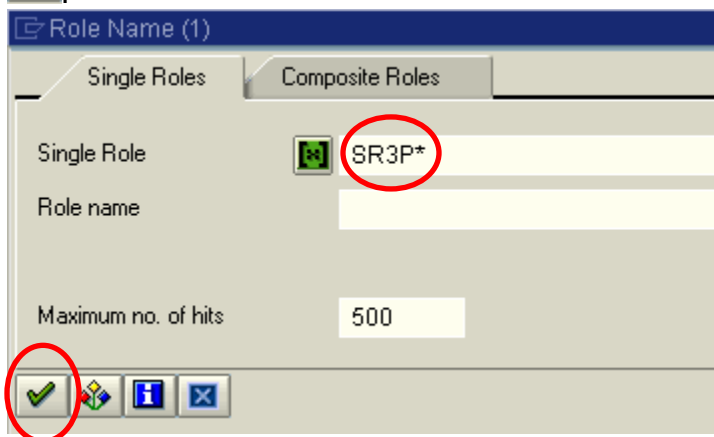 Role Name (1)
Single Roles Composite Roles
Single Role SR3P*
Role name
Maximum no. of hits 500